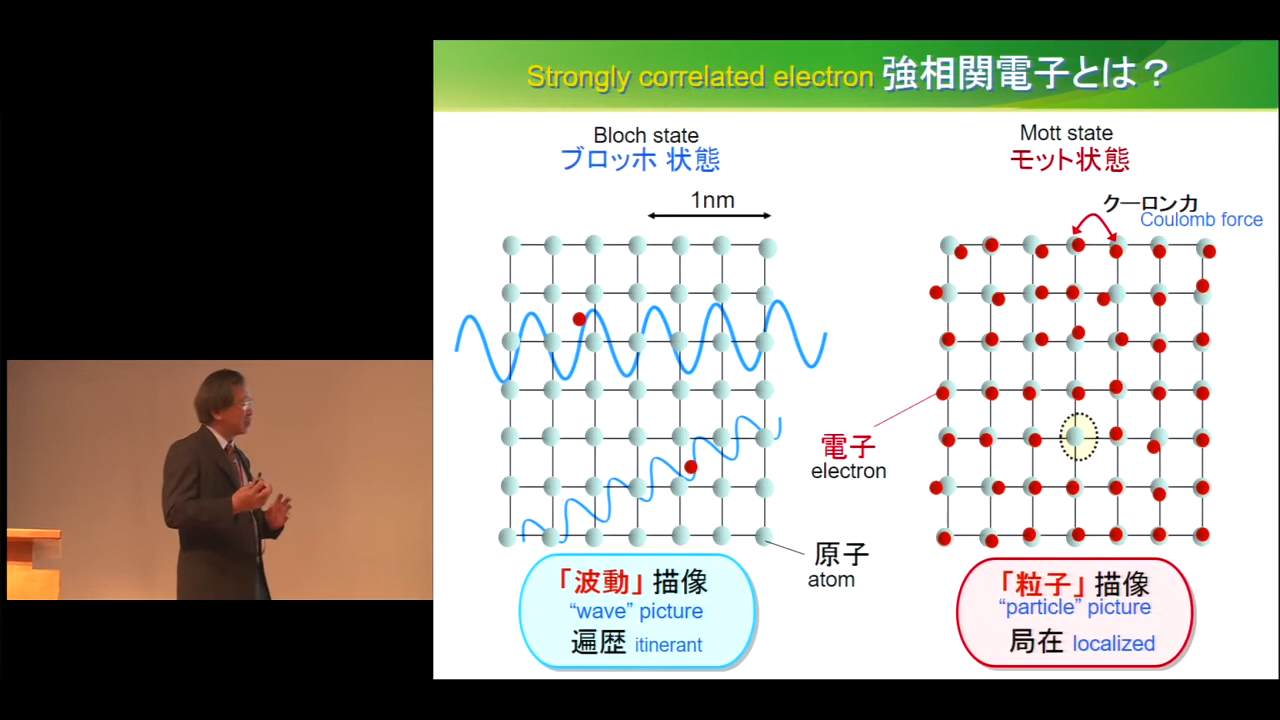 Strongly correlated electron 強相関電子とは？
Bloch state
ブロッホ 状態
1nm
原子
atom
「波動」描像
“wave” picture
遍歴 itinerant
Mott state
モット状態
クーロン力
Coulomb force
電子
electron
「粒子」描像
“particle” picture
局在 localized